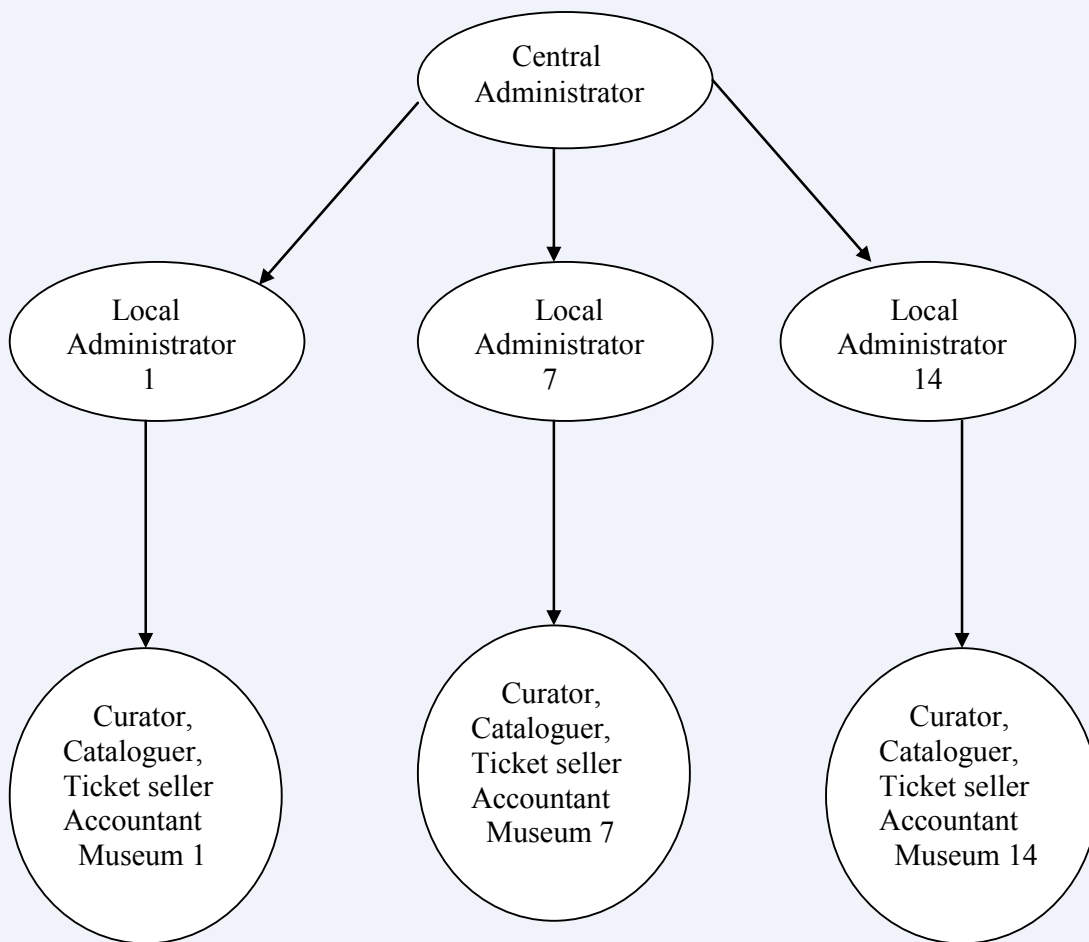 Central
Administrator
Local
Administrator
1
Local
Administrator
7
Local
Administrator
14
Curator,
Cataloguer,
Ticket seller
Accountant
Museum 1
Curator,
Cataloguer,
Ticket seller
Accountant
Museum 7
Curator,
Cataloguer,
Ticket seller
Accountant
Museum 14